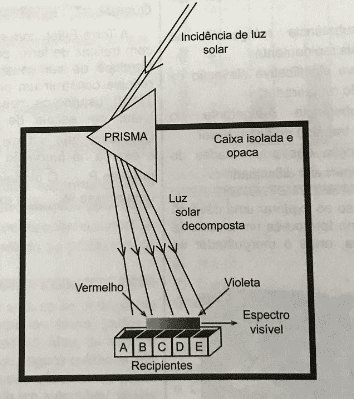 Incidência de luz
solar
PRISMA
Caixa isolada e
opaca
Luz
solar
decomposta
Vermelho
Violeta
Espectro
visível
A B C D E
Recipientes